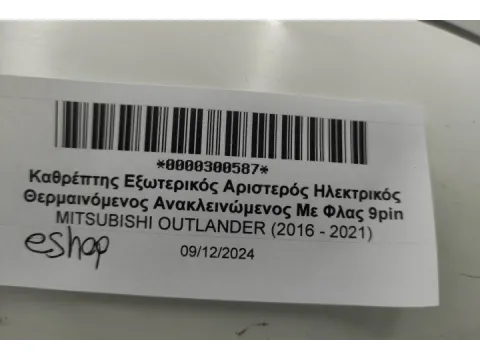 *0000300587*
Καθρέπτης Εξωτερικός Αριστερός Ηλεκτρικός
Θερμαινόμενος Ανακλεινώμενος Με Φλας 9pin
MITSUBISHI OUTLANDER (2016 - 2021)
eshop
09/12/2024